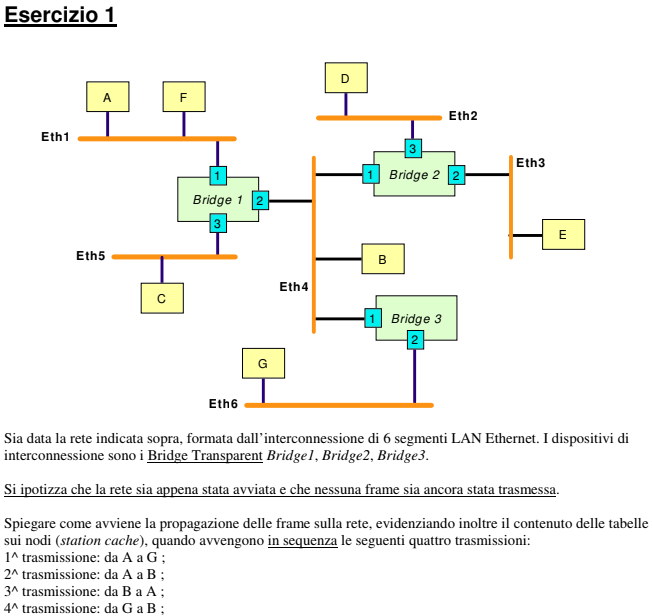 Esercizio 1
D
A
F
Eth2
Eth1
3
Eth3
1
1
Bridge 2
2
Bridge 1
2
3
E
Eth5
B
Eth4
C
1
Bridge 3
2
G
Eth6
Sia data la rete indicata sopra, formata dall'interconnessione di 6 segmenti LAN Ethernet. I dispositivi di
interconnessione sono i Bridge Transparent Bridge1, Bridge2, Bridge3.
Si ipotizza che la rete sia appena stata avviata e che nessuna frame sia ancora stata trasmessa.
Spiegare come avviene la propagazione delle frame sulla rete, evidenziando inoltre il contenuto delle tabelle
sui nodi (station cache), quando avvengono in sequenza le seguenti quattro trasmissioni:
1^ trasmissione: da A a G ;
2^ trasmissione: da A a B ;
3^ trasmissione: da B a A ;
4^ trasmissione: da G a B ;